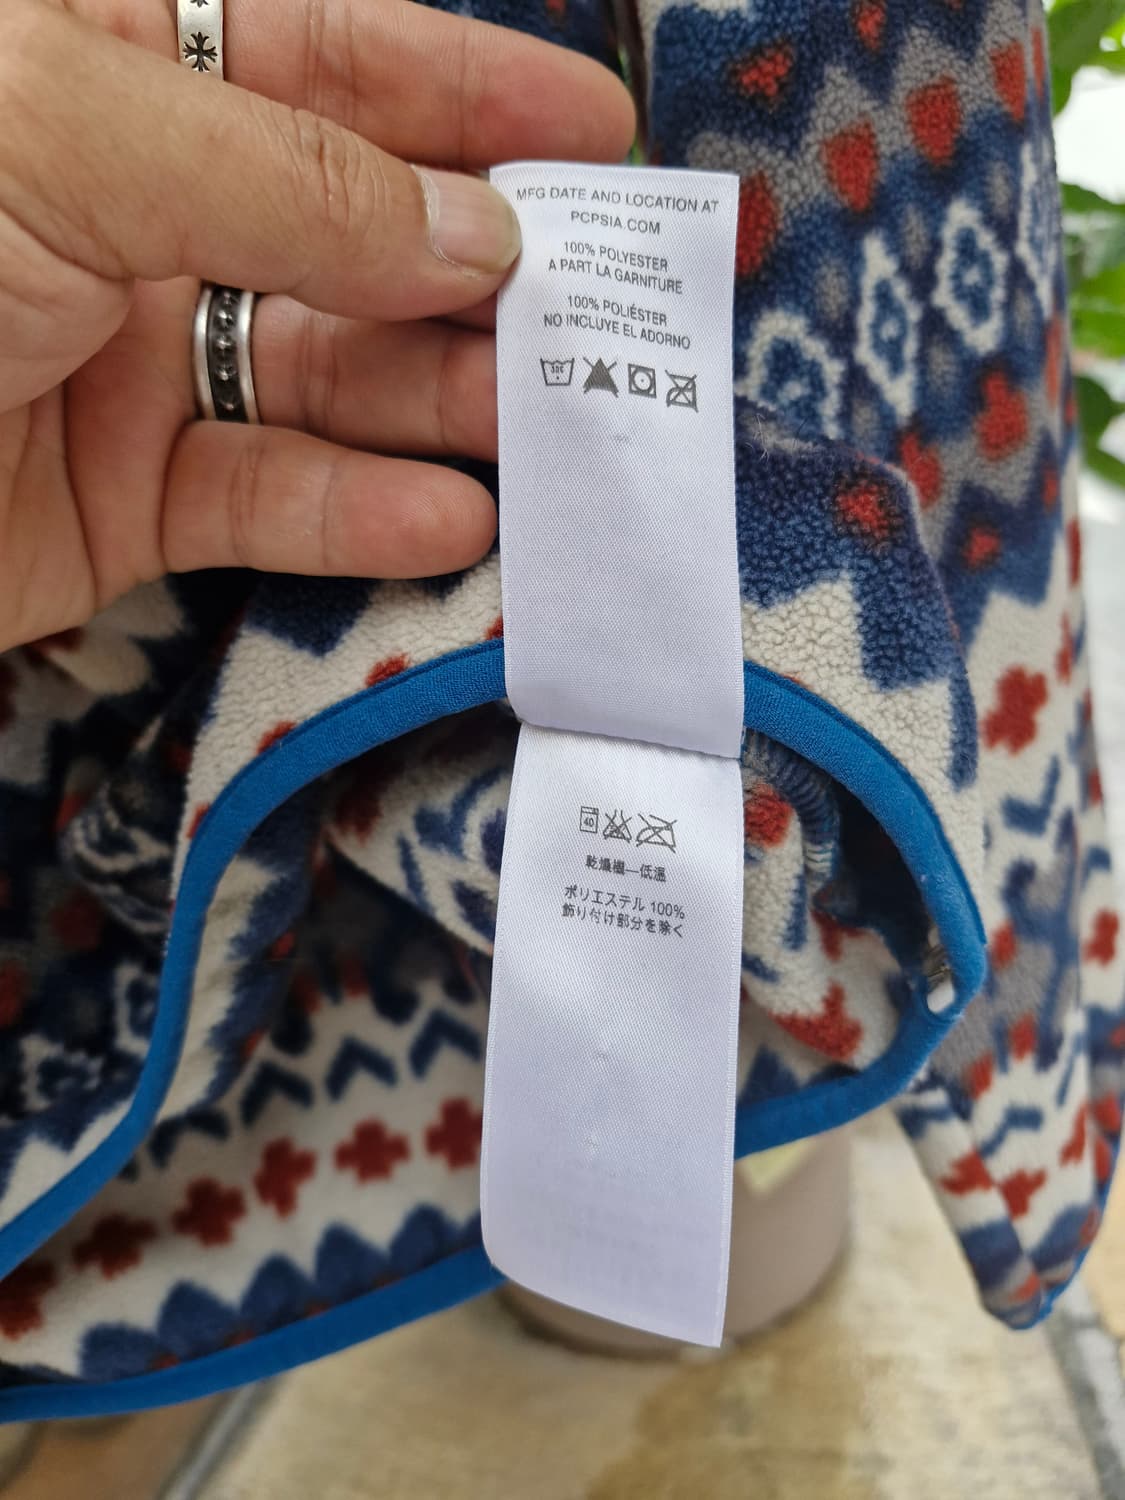 MFG DATE AND LOCATION AT
PCPSIA.COM
100% POLYESTER
A PART LA GARNITURE
100% POLIÉSTER
NO INCLUYE EL ADORNO
40
乾燥機—低温
ポリエステル 100%
飾り付け部分を除く